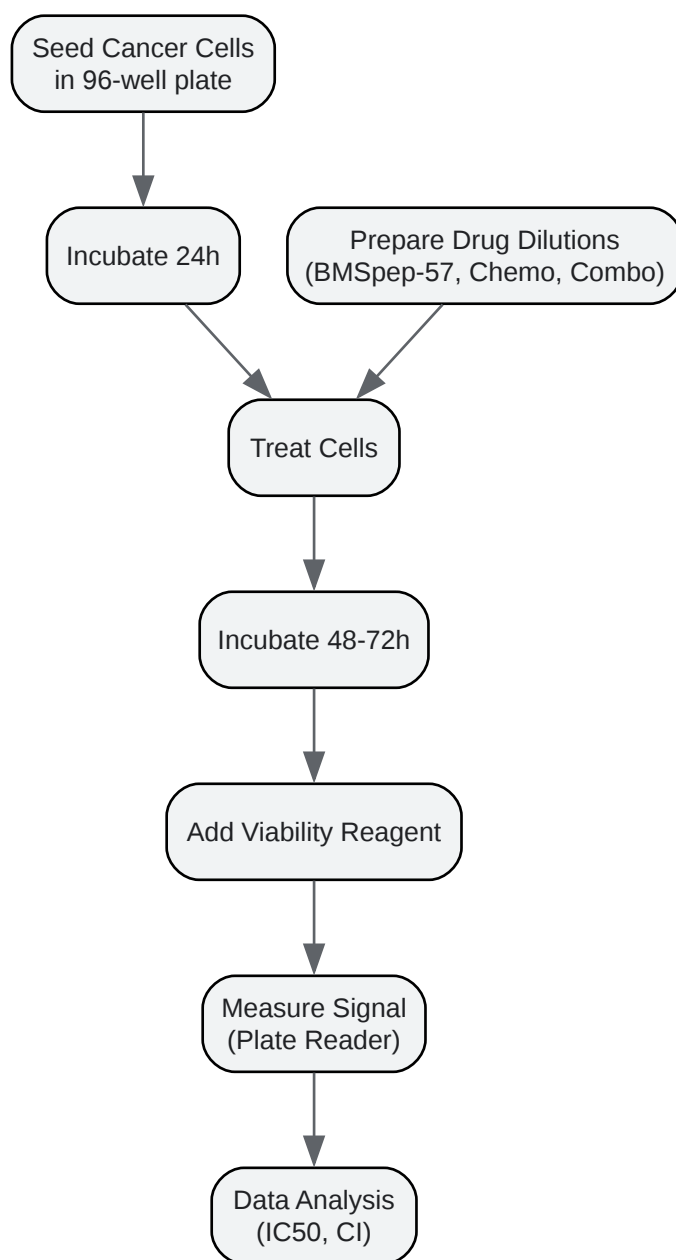 Seed Cancer Cells
in 96-well plate
Incubate 24h
Prepare Drug Dilutions
(BMSpep-57, Chemo, Combo)
Treat Cells
Incubate 48-72h
Add Viability Reagent
Measure Signal
(Plate Reader)
Data Analysis
(IC50, CI)